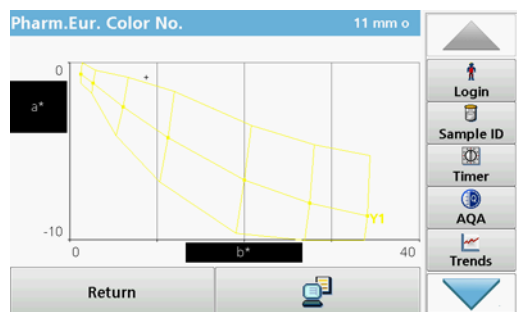 Pharm.Eur. Color No.
11 mm o
0
a*
-10
Y1
0
b*
40
Return
Login
Sample ID
Timer
AQA
Trends